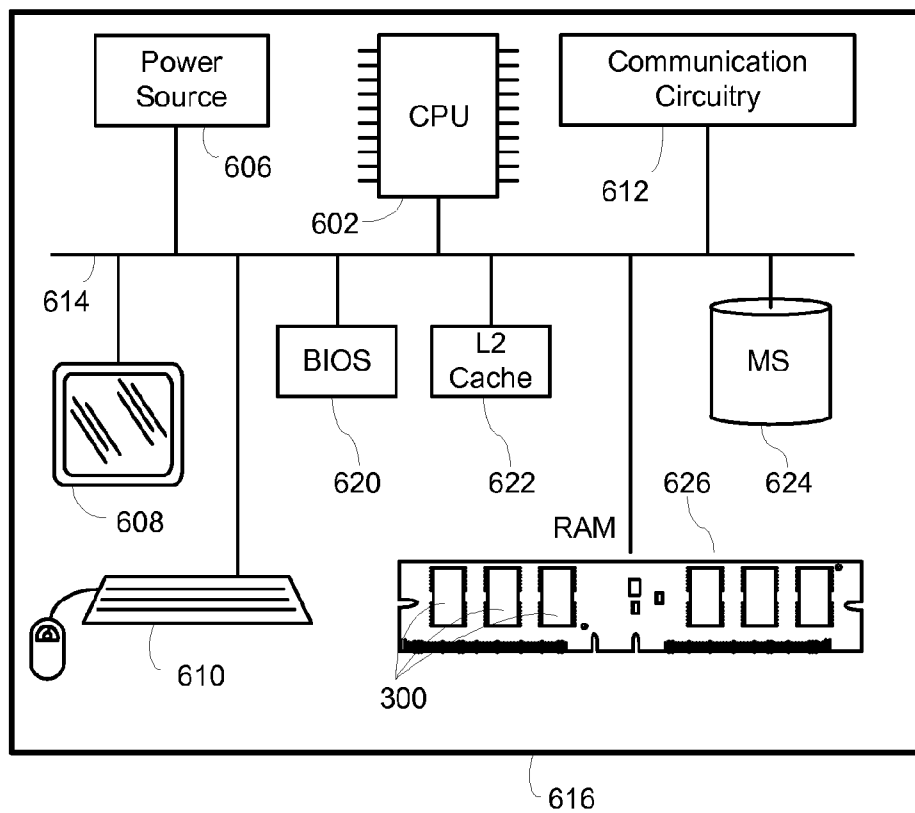 Power
Source
606
CPU
602
Communication
Circuitry
612
614
BIOS
620
L2
Cache
622
MS
624
608
RAM
626
610
300
616